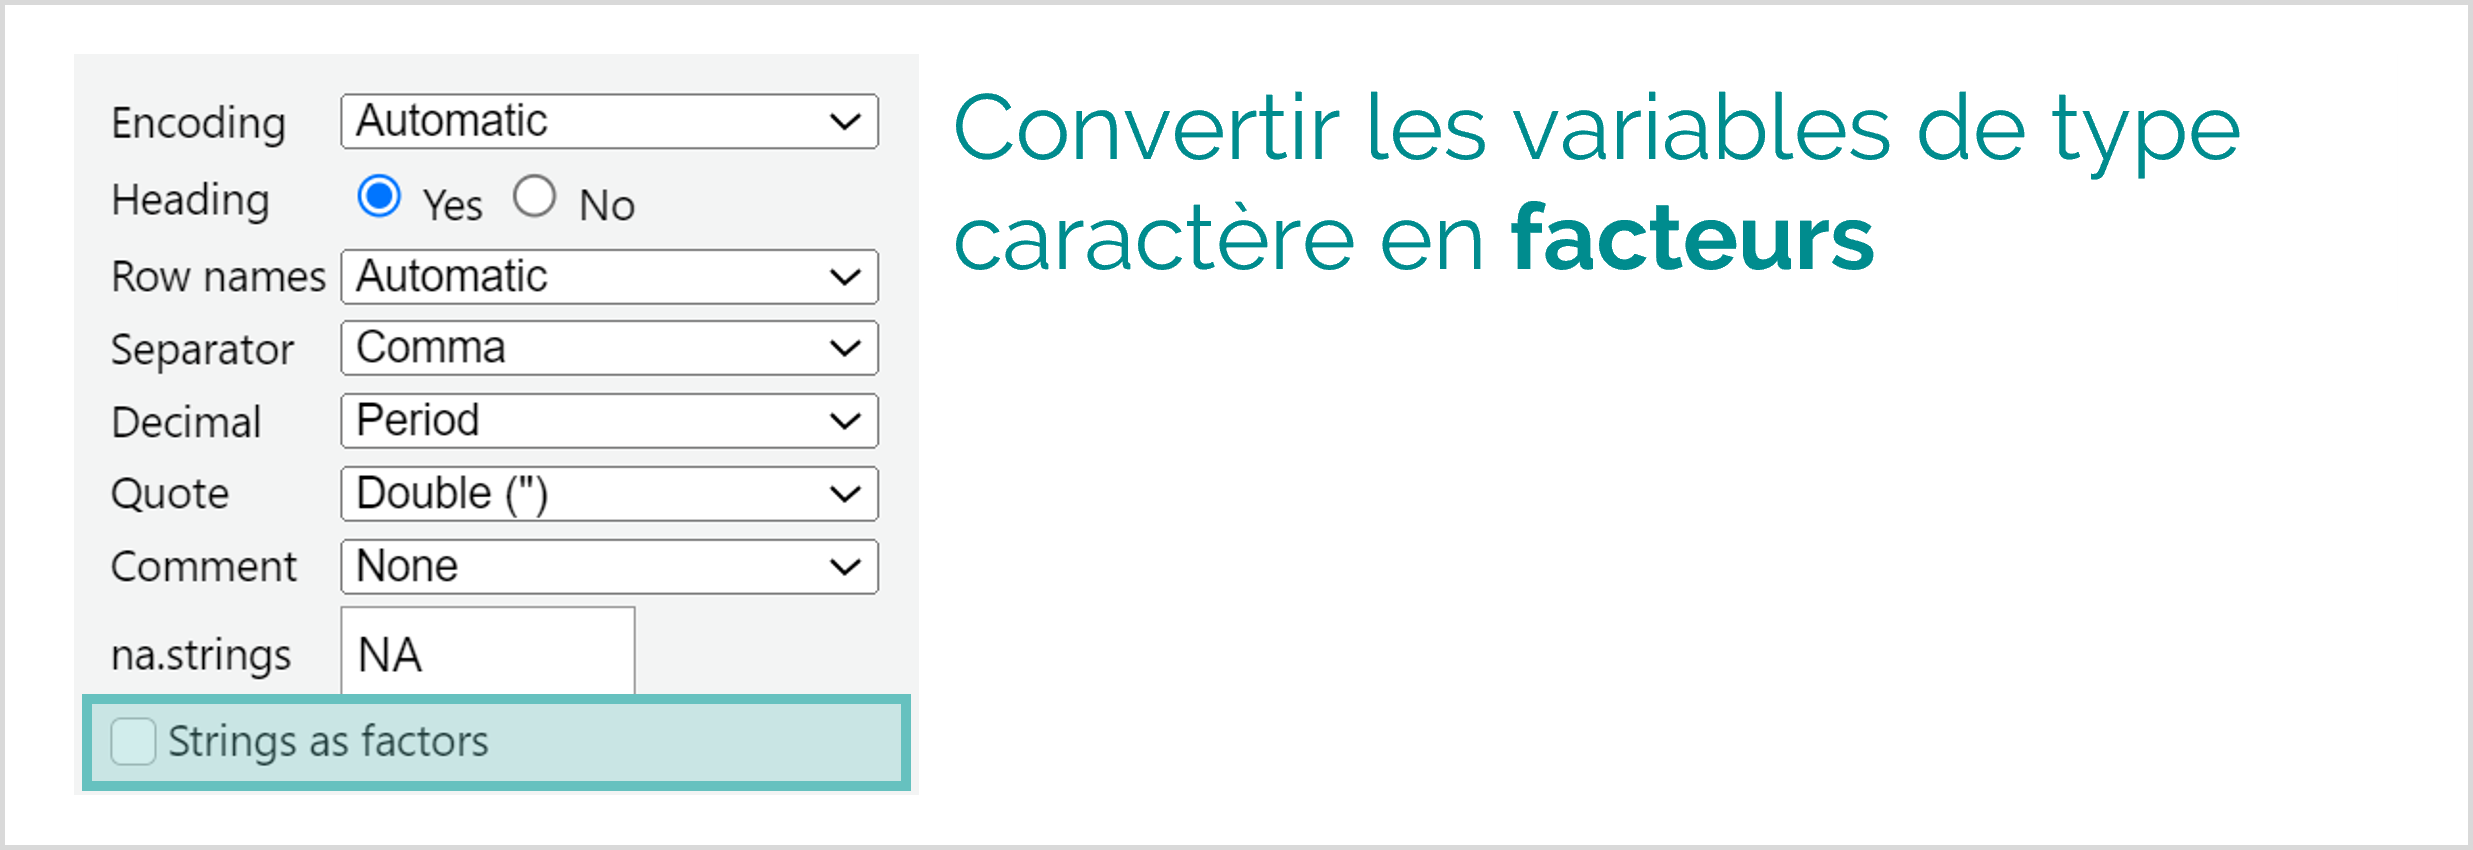 Encoding Automatic
Heading Yes No
Row names Automatic
Separator Comma
Decimal Period
Quote Double (")
Comment None
na.strings NA
Strings as factors
Convertir les variables de type
caractère en facteurs